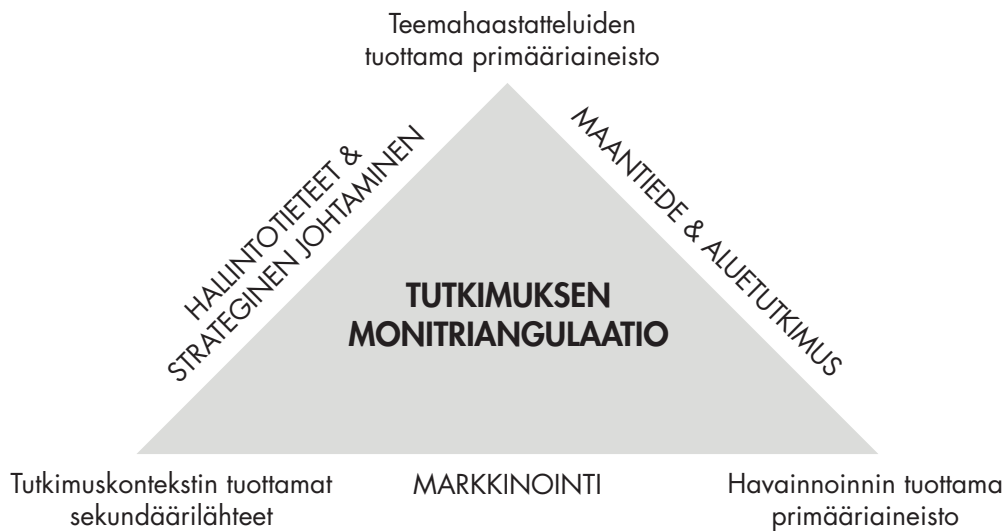 Teemahaastatteluiden
tuottama primääriaineisto
HALLINTOTIETEET &
STRATEGINEN JOHTAMINEN
MAANTIEDE & ALUETUTKIMUS
TUTKIMUKSEN
MONITRIANGULAATIO
Tutkimuskontekstin tuottamat
sekundäärilähteet
MARKKINOINTI
Havainnoinnin tuottama
primääriaineisto